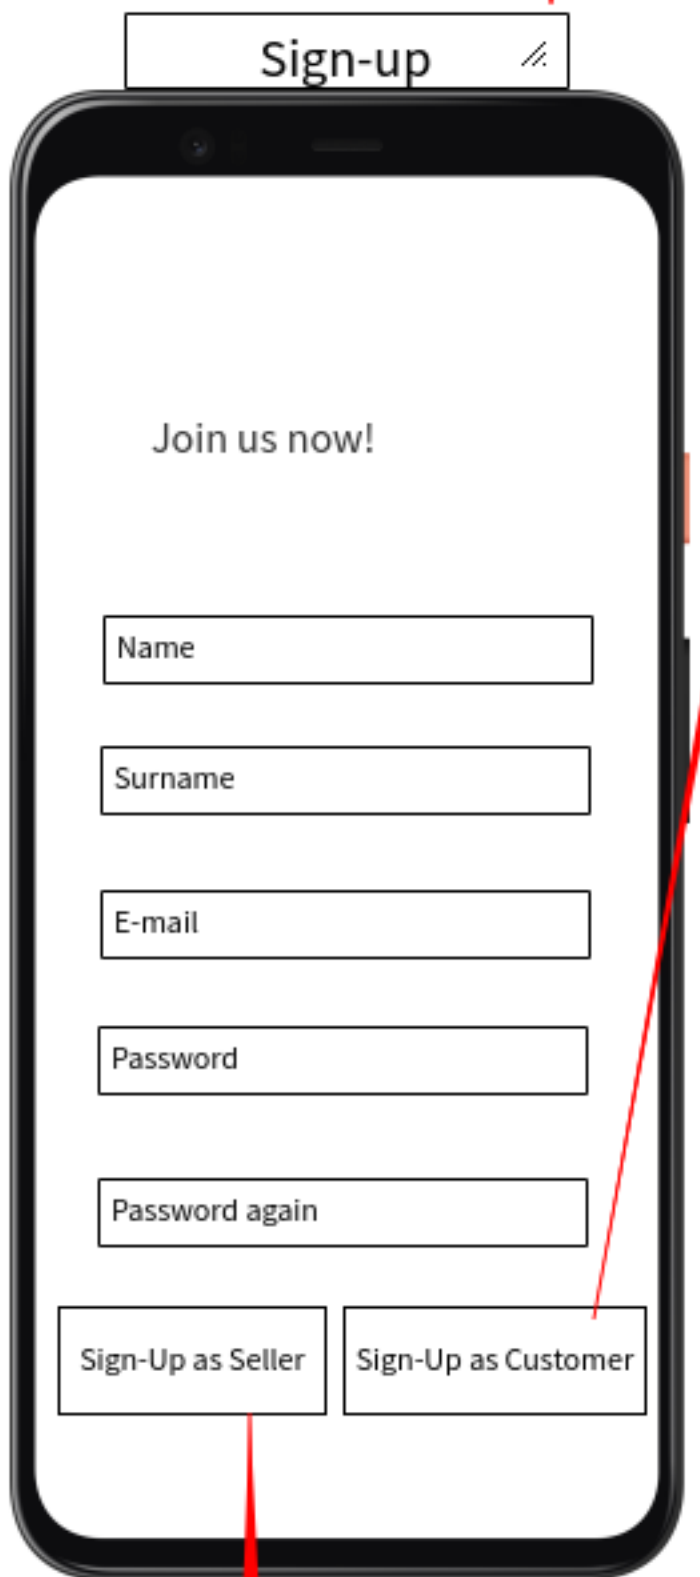 Sign-up
Join us now!
Name
Surname
E-mail
Password
Password again
Sign-Up as Seller
Sign-Up as Customer